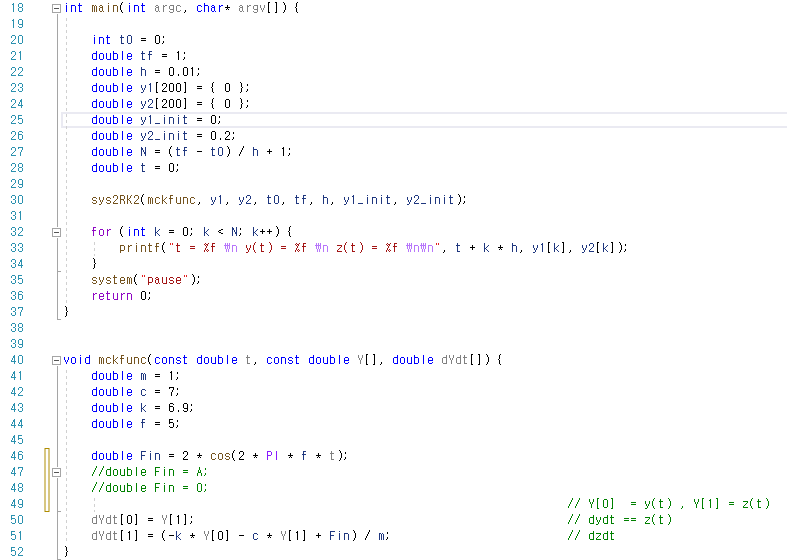 18 int main(int argc, char* argv[]) {
19
20 int t0 = 0;
21 double tf = 1;
22 double h = 0.01;
23 double y1[200] = { 0 };
24 double y2[200] = { 0 };
25 double y1_init = 0;
26 double y2_init = 0.2;
27 double N = (tf - t0) / h + 1;
28 double t = 0;
29
30 sys2RK2(mckfunc, y1, y2, t0, tf, h, y1_init, y2_init);
31
32 for (int k = 0; k < N; k++) {
33 printf("t = %f ₩n y(t) = %f ₩n z(t) = %f ₩n₩n", t + k * h, y1[k], y2[k]);
34 }
35 system("pause");
36 return 0;
37 }
38
39
40 void mckfunc(const double t, const double Y[], double dYdt[]) {
41 double m = 1;
42 double c = 7;
43 double k = 6.9;
44 double f = 5;
45
46 double Fin = 2 * cos(2 * PI * f * t);
47 //double Fin = A;
48 //double Fin = 0;
49 // Y[0] = y(t) , Y[1] = z(t)
50 dYdt[0] = Y[1]; // dydt == z(t)
51 dYdt[1] = (-k * Y[0] - c * Y[1] + Fin) / m; // dzdt
52 }